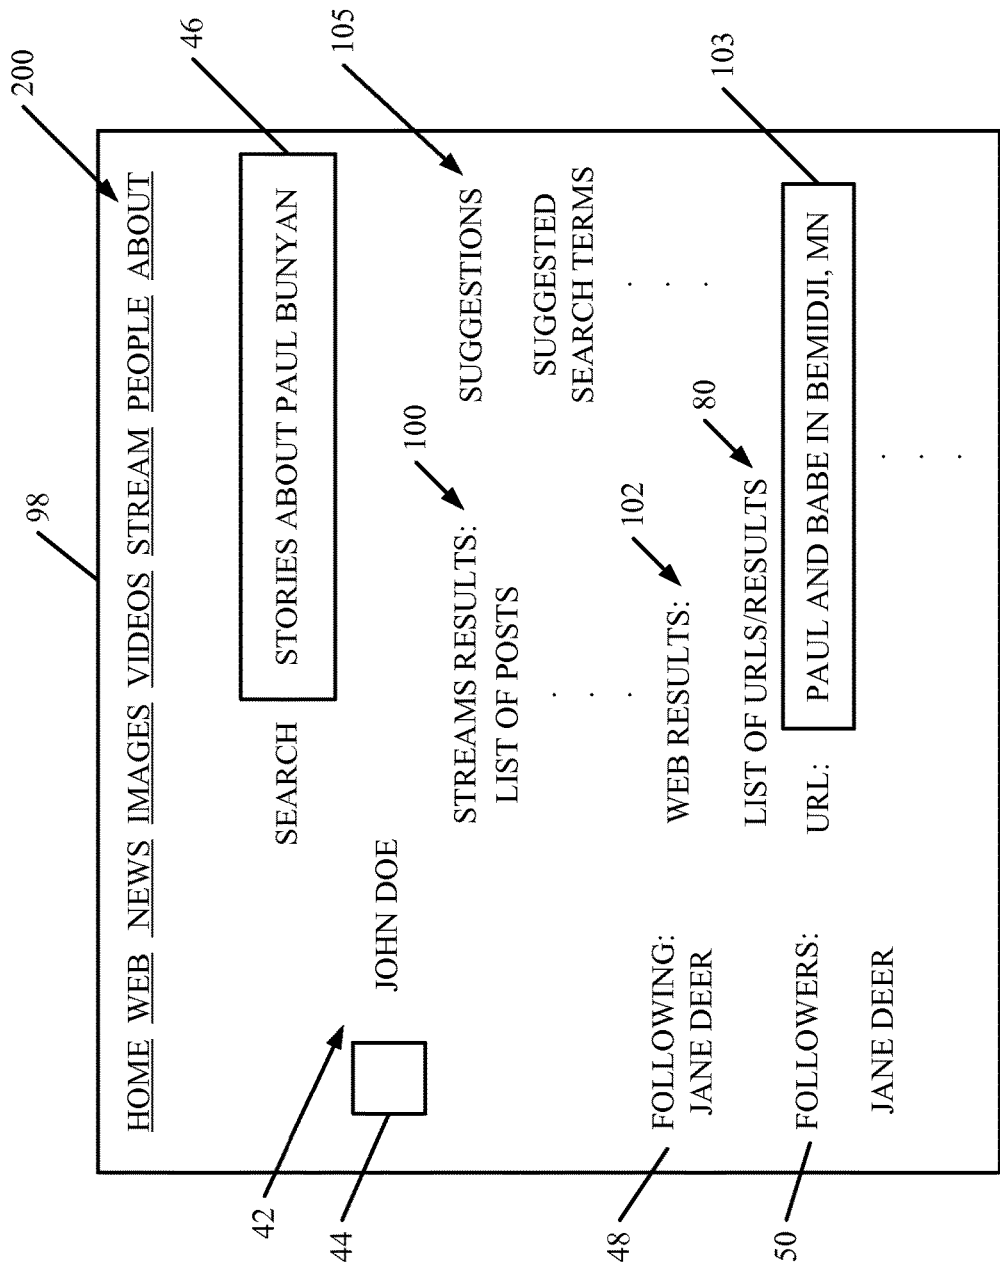 98
200
HOME WEB NEWS IMAGES VIDEOS STREAM PEOPLE ABOUT
46
SEARCH STORIES ABOUT PAUL BUNYAN
42
44
JOHN DOE
100
105
STREAMS RESULTS:
LIST OF POSTS
SUGGESTIONS
SUGGESTED
SEARCH TERMS
. . .
. . .
102
48
FOLLOWING:
JANE DEER
WEB RESULTS:
80
LIST OF URLS/RESULTS
103
50
FOLLOWERS:
URL: PAUL AND BABE IN BEMIDJI, MN
JANE DEER
. . .